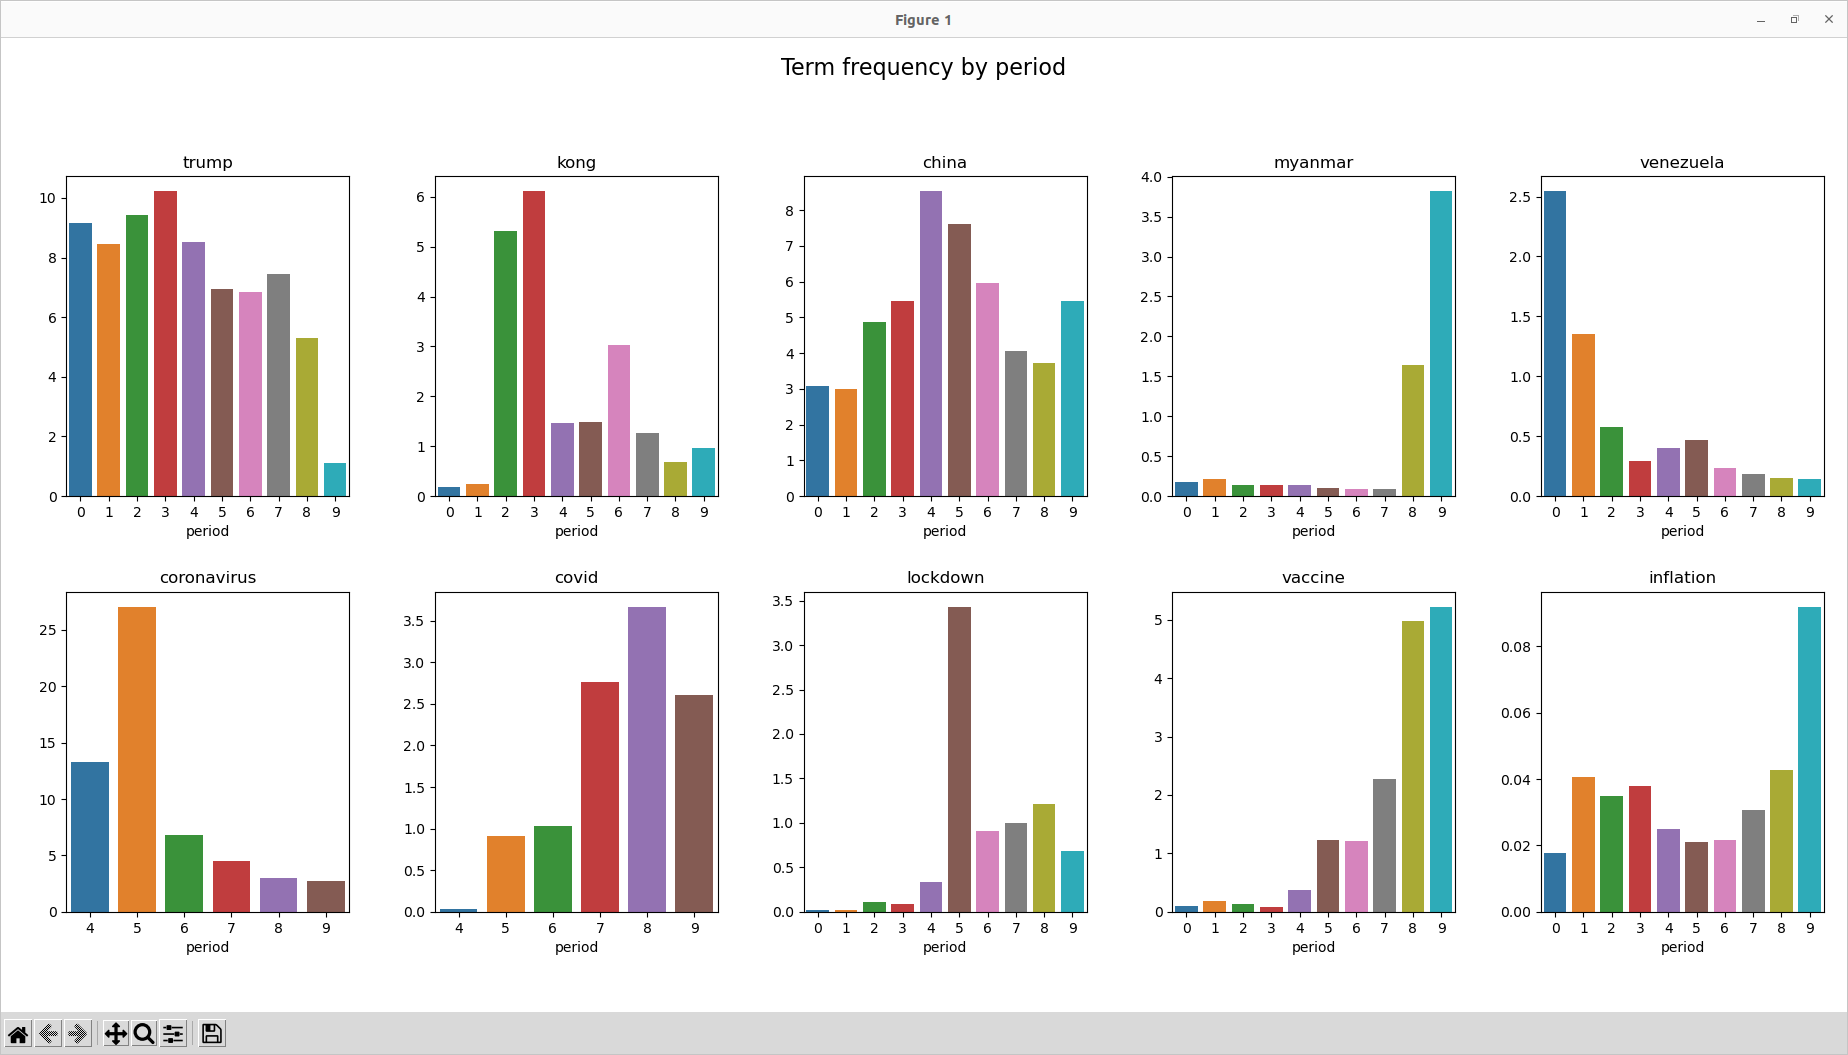 Figure 1
Term frequency by period
trump
10
8
6
4
2
0
0 1 2 3 4 5 6 7 8 9
period
kong
6
5
4
3
2
1
0
0 1 2 3 4 5 6 7 8 9
period
china
8
7
6
5
4
3
2
1
0
0 1 2 3 4 5 6 7 8 9
period
myanmar
4.0
3.5
3.0
2.5
2.0
1.5
1.0
0.5
0.0
0 1 2 3 4 5 6 7 8 9
period
venezuela
2.5
2.0
1.5
1.0
0.5
0.0
0 1 2 3 4 5 6 7 8 9
period
coronavirus
25
20
15
10
5
0
4 5 6 7 8 9
period
covid
3.5
3.0
2.5
2.0
1.5
1.0
0.5
0.0
4 5 6 7 8 9
period
lockdown
3.5
3.0
2.5
2.0
1.5
1.0
0.5
0.0
0 1 2 3 4 5 6 7 8 9
period
vaccine
5
4
3
2
1
0
0 1 2 3 4 5 6 7 8 9
period
inflation
0.08
0.06
0.04
0.02
0.00
0 1 2 3 4 5 6 7 8 9
period